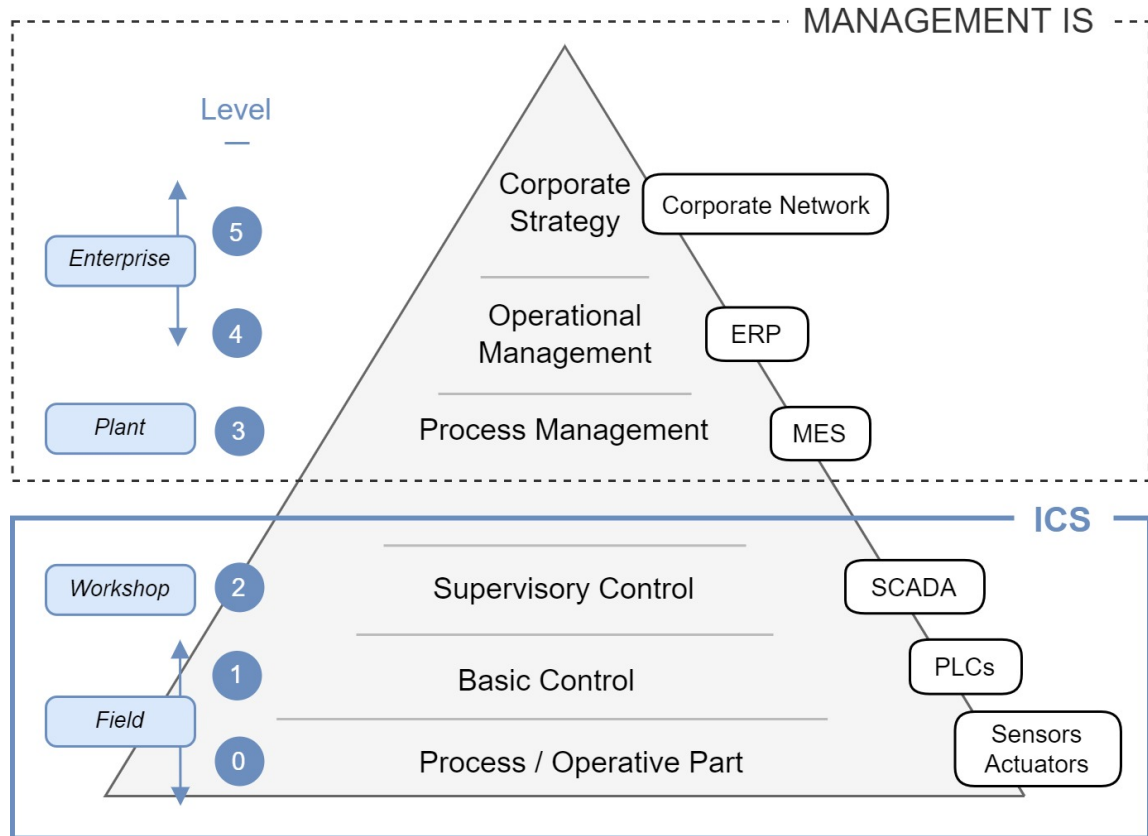 MANAGEMENT IS
Level
Corporate
Strategy
Corporate Network
5
Enterprise
Operational
Management
ERP
4
Plant
3
Process Management
MES
ICS
Workshop
2
Supervisory Control
SCADA
1
Basic Control
PLCs
Field
0
Process / Operative Part
Sensors
Actuators